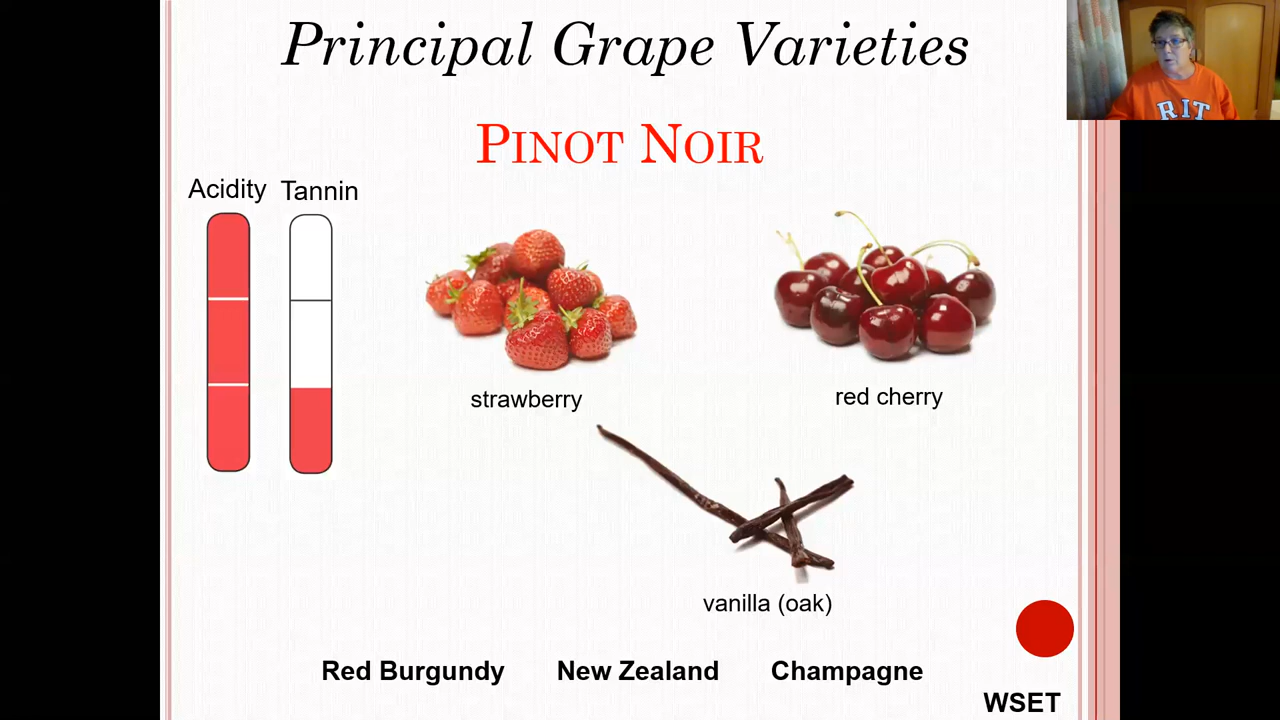 Principal Grape Varieties
RIT
PINOT NOIR
Acidity Tannin
strawberry
red cherry
vanilla (oak)
Red Burgundy New Zealand Champagne
WSET